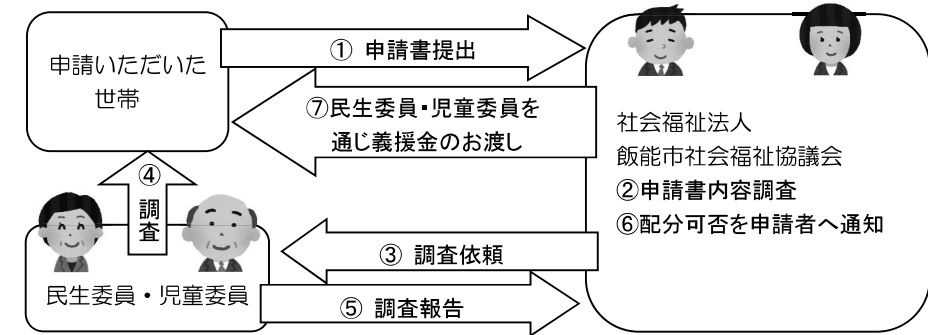 申請いただいた
世帯
① 申請書提出
⑦民生委員・児童委員を
通じ義援金のお渡し
社会福祉法人
飯能市社会福祉協議会
②申請書内容調査
⑥配分可否を申請者へ通知
④
調
査
③ 調査依頼
民生委員・児童委員
⑤ 調査報告